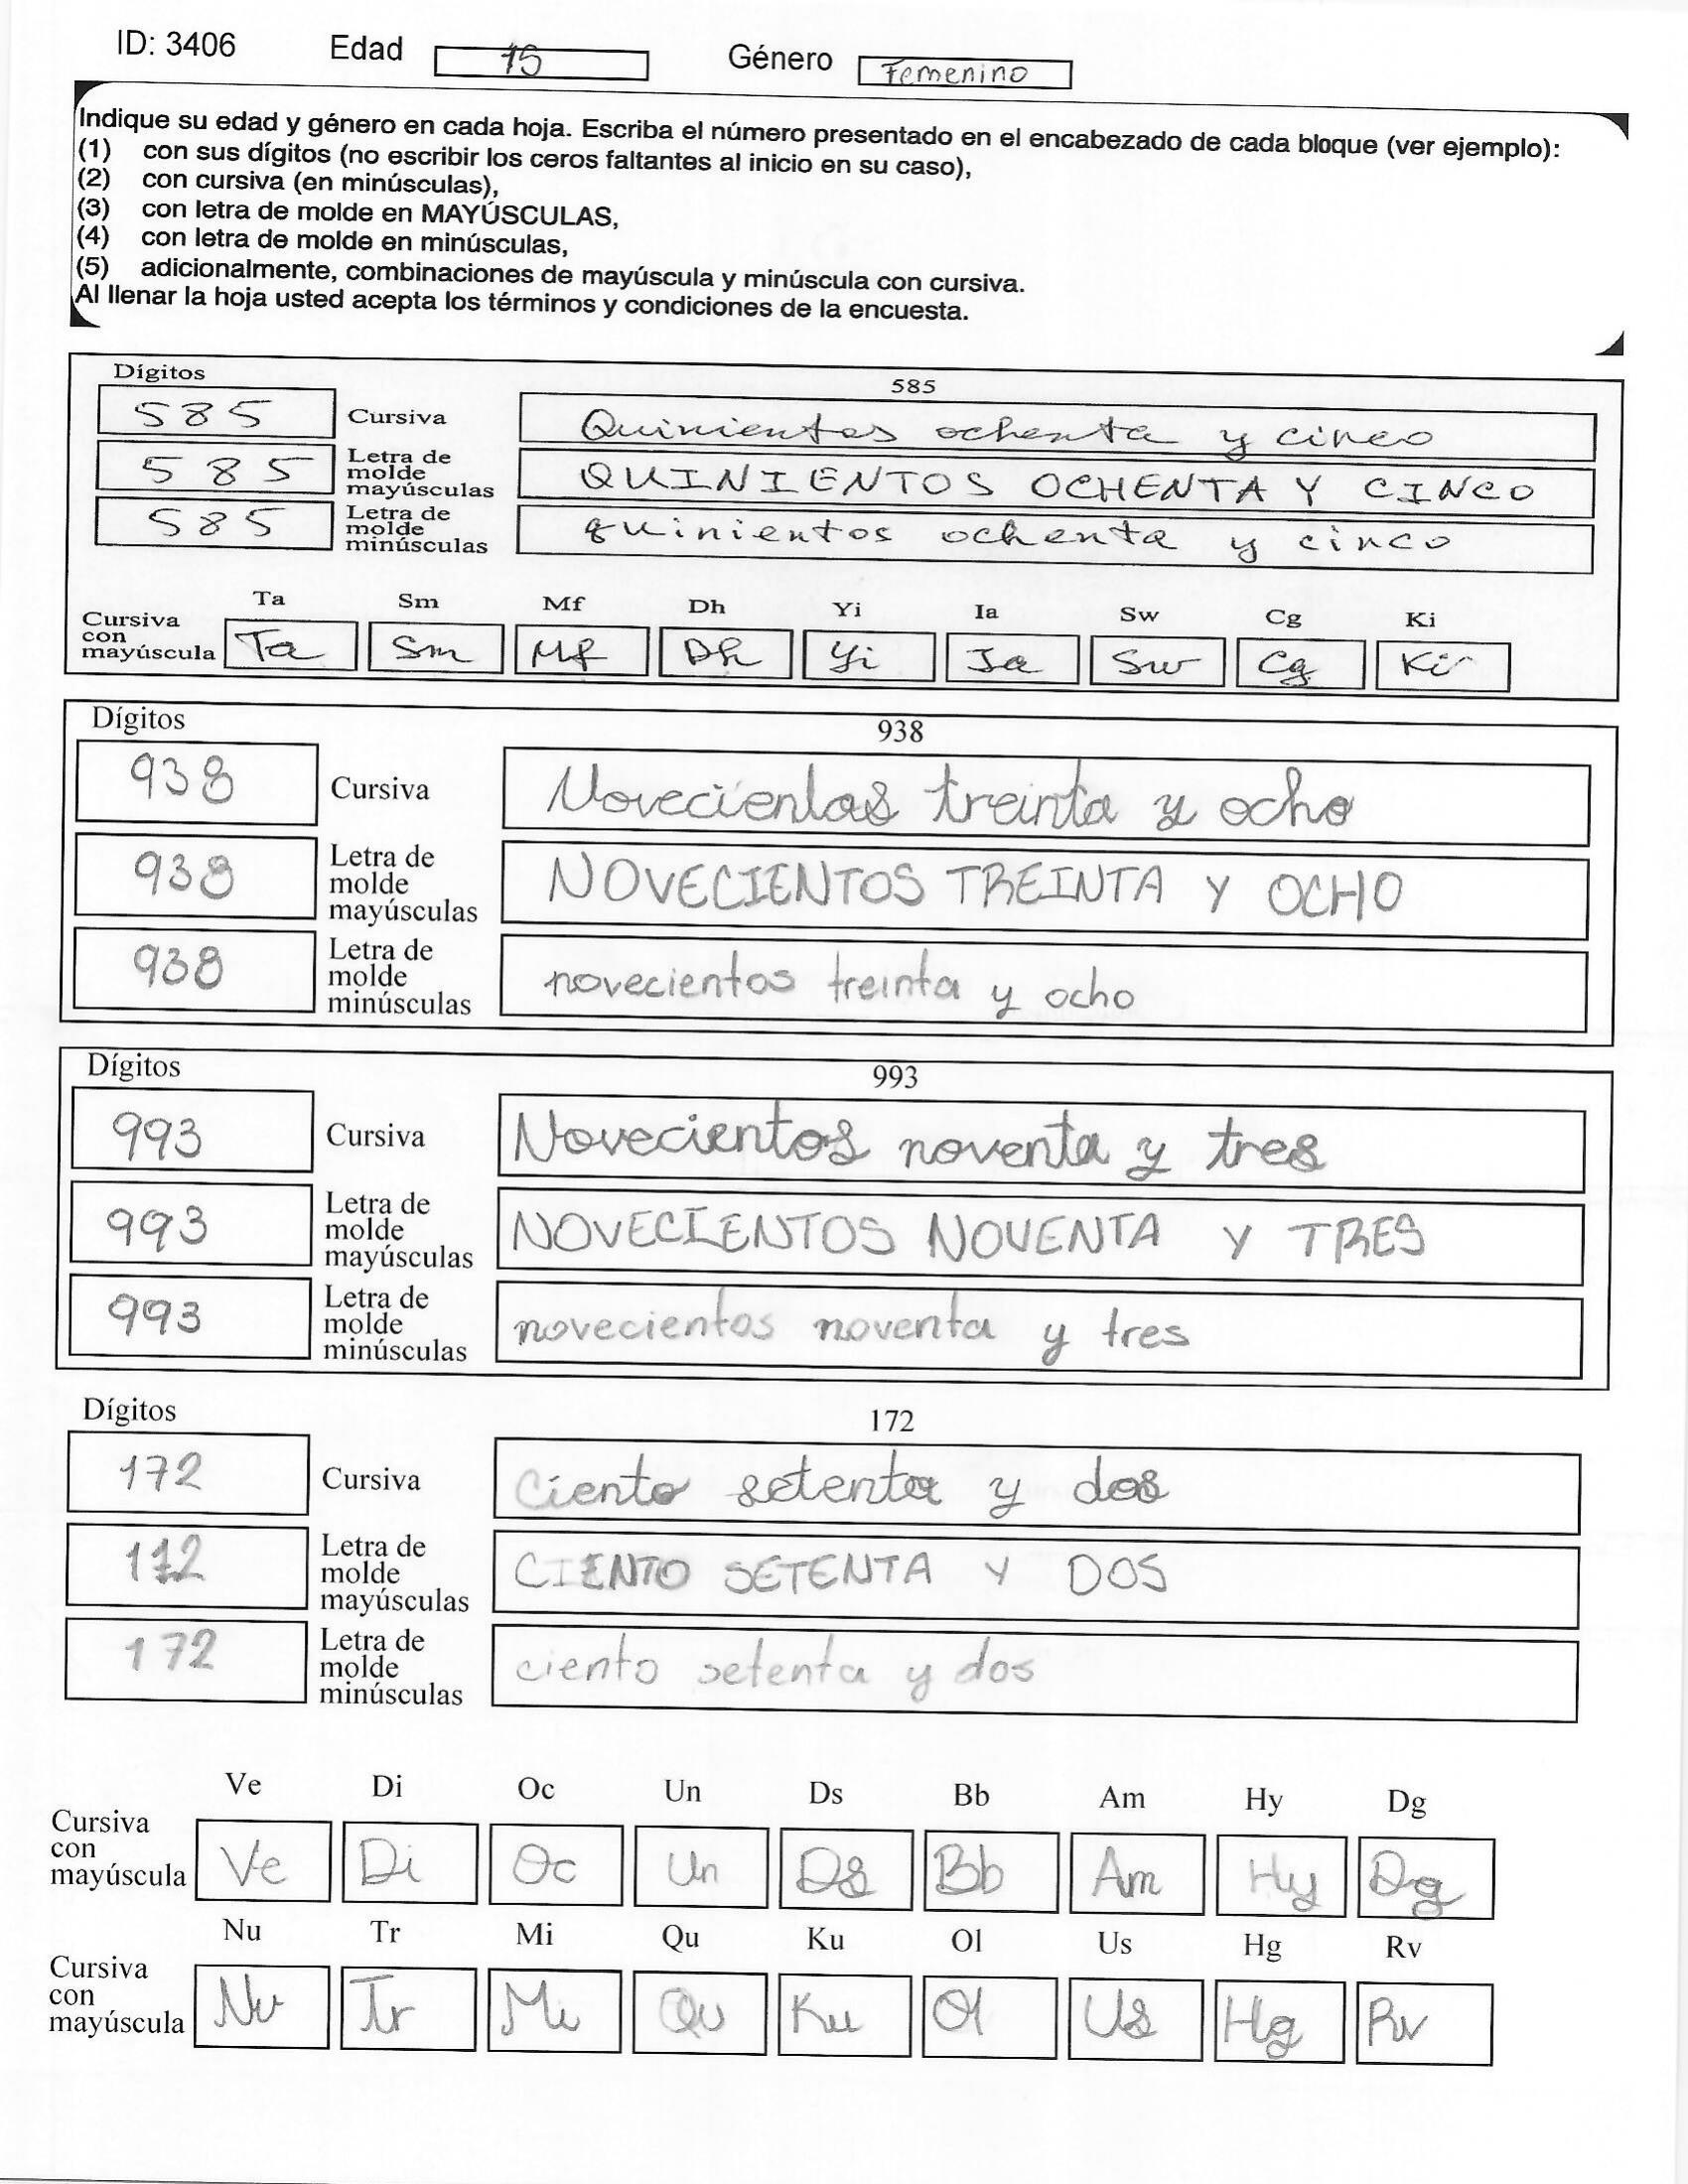 ID: 3406 Edad 15 Género Femenino
Indique su edad y género en cada hoja. Escriba el número presentado en el encabezado de cada bloque (ver ejemplo):
(1) con sus dígitos (no escribir los ceros faltantes al inicio en su caso),
(2) con cursiva (en minúsculas),
(3) con letra de molde en MAYÚSCULAS,
(4) con letra de molde en minúsculas,
(5) adicionalmente, combinaciones de mayúscula y minúscula con cursiva.
Al llenar la hoja usted acepta los términos y condiciones de la encuesta.
Dígitos 585
585 Cursiva Quinientos ochenta y cinco
585 Letra de molde mayúsculas QUINIENTOS OCHENTA Y CINCO
585 Letra de molde minúsculas quinientos ochenta y cinco
Ta Sm Mf Dh Yi Ia Sw Cg Ki
Cursiva con mayúscula Ta Sm Mf Dh Yi Ia Sw Cg Ki
Dígitos 938
938 Cursiva Novecientos treinta y ocho
938 Letra de molde mayúsculas NOVECIENTOS TREINTA Y OCHO
938 Letra de molde minúsculas novecientos treinta y ocho
Dígitos 993
993 Cursiva Novecientos noventa y tres
993 Letra de molde mayúsculas NOVECIENTOS NOVENTA Y TRES
993 Letra de molde minúsculas novecientos noventa y tres
Dígitos 172
172 Cursiva Ciento setenta y dos
172 Letra de molde mayúsculas CIENTO SETENTA Y DOS
172 Letra de molde minúsculas ciento setenta y dos
Ve Di Oc Un Ds Bb Am Hy Dg
Cursiva con mayúscula Ve Di Oc Un Ds Bb Am Hy Dg
Nu Tr Mi Qu Ku Ol Us Hg Rv
Cursiva con mayúscula Nu Tr Mi Qu Ku Ol Us Hg Rv